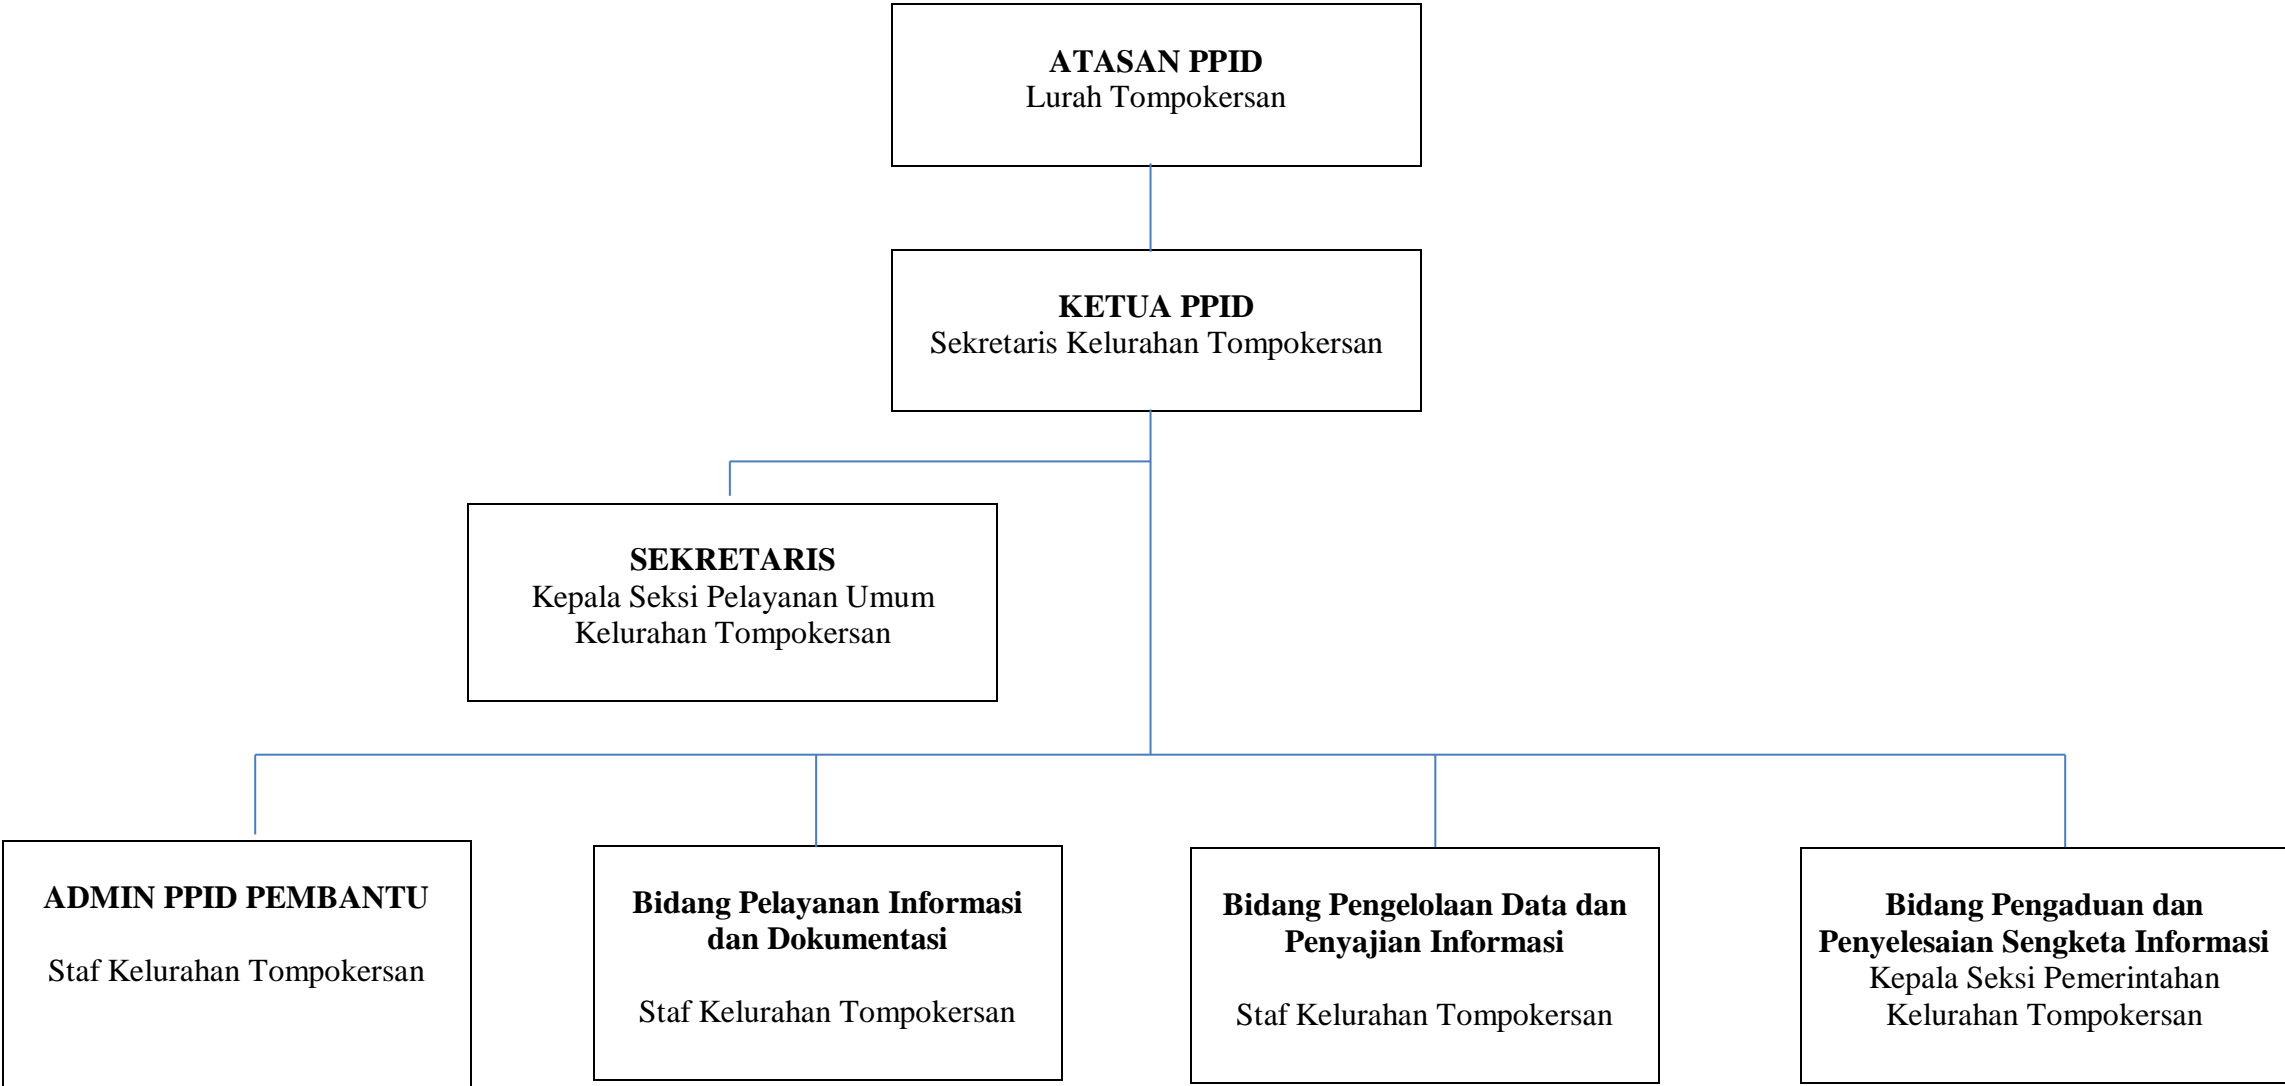 ATASAN PPID
Lurah Tompokersan
KETUA PPID
Sekretaris Kelurahan Tompokersan
SEKRETARIS
Kepala Seksi Pelayanan Umum
Kelurahan Tompokersan
ADMIN PPID PEMBANTU
Staf Kelurahan Tompokersan
Bidang Pelayanan Informasi
dan Dokumentasi
Staf Kelurahan Tompokersan
Bidang Pengelolaan Data dan
Penyajian Informasi
Staf Kelurahan Tompokersan
Bidang Pengaduan dan
Penyelesaian Sengketa Informasi
Kepala Seksi Pemerintahan
Kelurahan Tompokersan